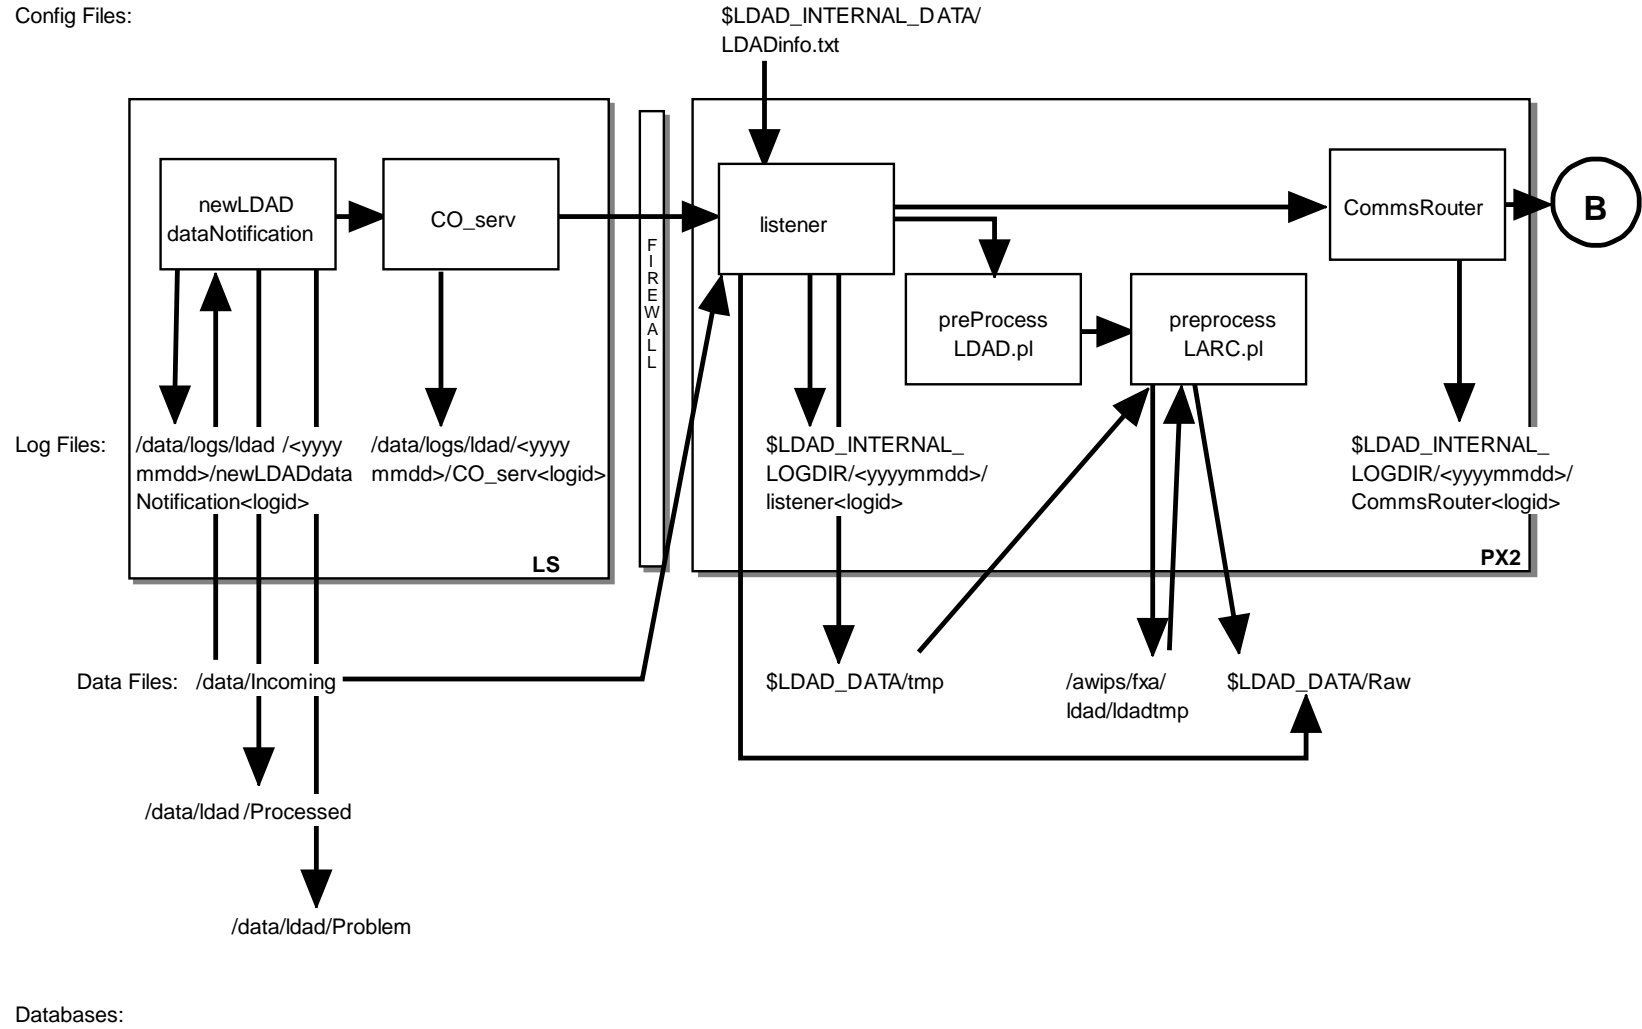 Config Files:
$LDAD_INTERNAL_DATA/
LDADinfo.txt
newLDAD
dataNotification
CO_serv
FIREWALL
listener
CommsRouter
B
preProcess
LDAD.pl
preprocess
LARC.pl
Log Files:
/data/logs/ldad /<yyyy
mmdd>/newLDADdata
Notification<logid>
/data/logs/ldad/<yyyy
mmdd>/CO_serv<logid>
$LDAD_INTERNAL_
LOGDIR/<yyyymmdd>/
listener<logid>
$LDAD_INTERNAL_
LOGDIR/<yyyymmdd>/
CommsRouter<logid>
LS
PX2
Data Files:
/data/Incoming
$LDAD_DATA/tmp
/awips/fxa/
ldad/ldadtmp
$LDAD_DATA/Raw
/data/ldad /Processed
/data/ldad/Problem
Databases: